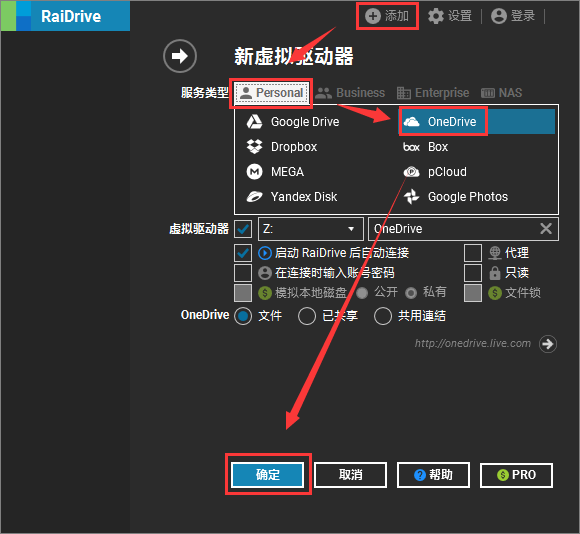 RaiDrive
添加 设置 登录
新虚拟驱动器
服务类型 Personal Business Enterprise NAS
Google Drive OneDrive
Dropbox Box
MEGA pCloud
Yandex Disk Google Photos
虚拟驱动器 Z: OneDrive
启动 RaiDrive 后自动连接 代理
在连接时输入账号密码 只读
模拟本地磁盘 公开 私有 文件锁
OneDrive 文件 已共享 共用連结
http://onedrive.live.com
确定 取消 帮助 PRO